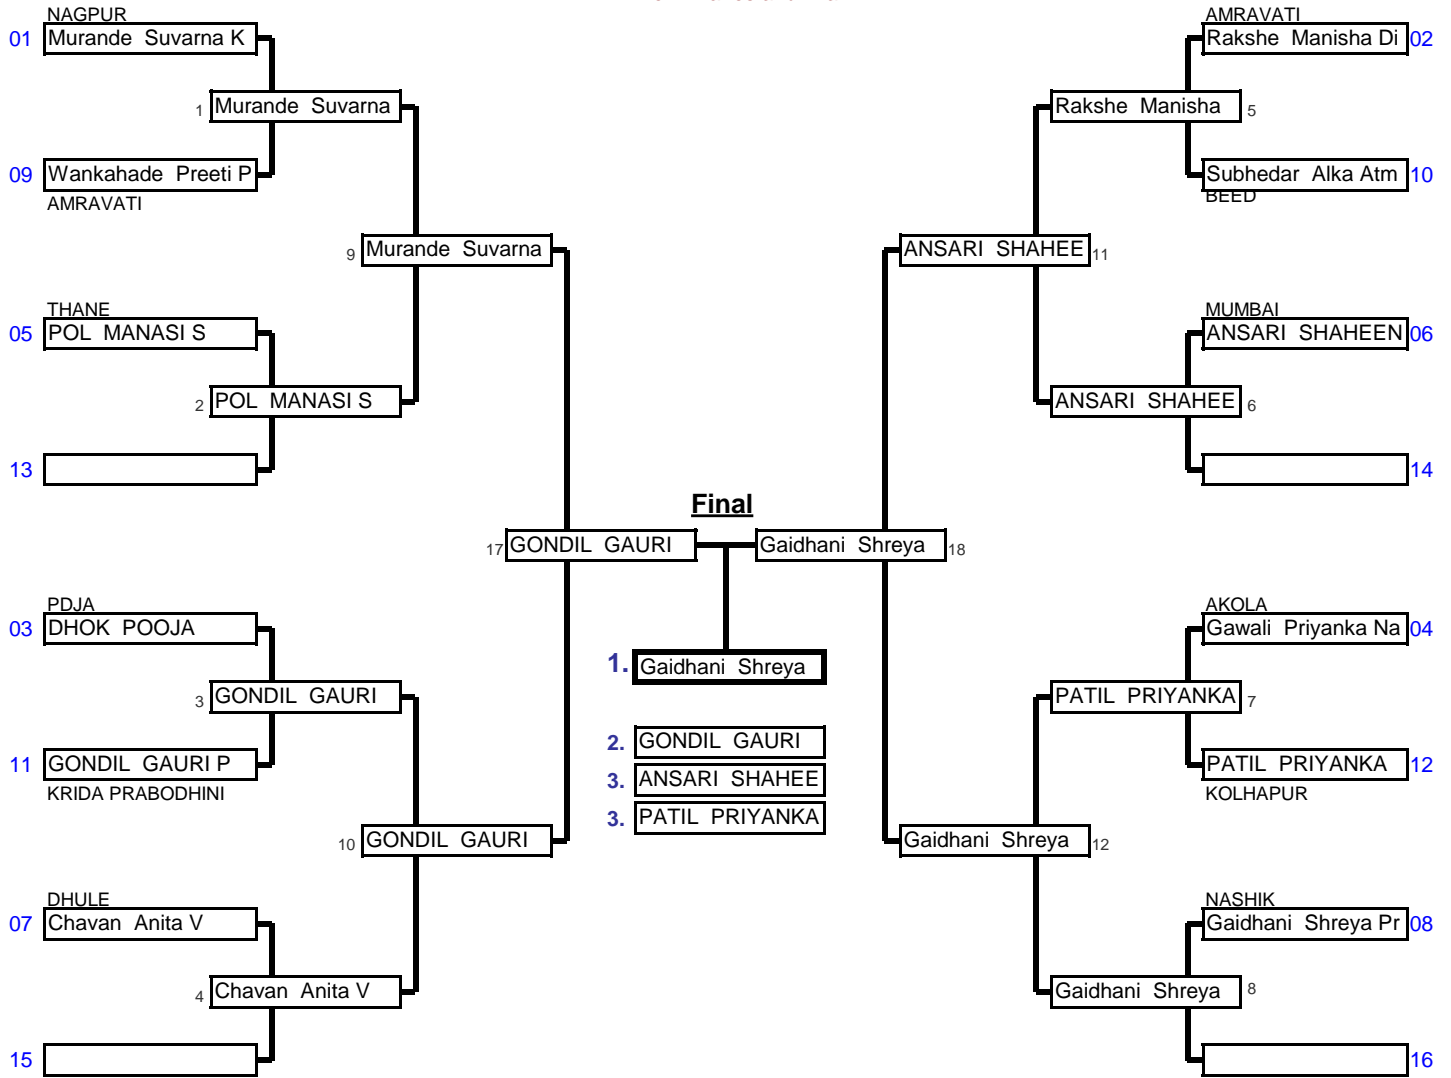 NAGPUR
01 Murande Suvarna K
1 Murande Suvarna
09 Wankahade Preeti P
AMRAVATI
9 Murande Suvarna
THANE
05 POL MANASI S
2 POL MANASI S
13
17 GONDIL GAURI
PDJA
03 DHOK POOJA
3 GONDIL GAURI
11 GONDIL GAURI P
KRIDA PRABODHINI
10 GONDIL GAURI
DHULE
07 Chavan Anita V
4 Chavan Anita V
15
Final
1. Gaidhani Shreya
2. GONDIL GAURI
3. ANSARI SHAHEE
3. PATIL PRIYANKA
AMRAVATI
Rakshe Manisha Di 02
Rakshe Manisha 5
Subhedar Alka Atm 10
BEED
ANSARI SHAHEE 11
MUMBAI
ANSARI SHAHEEN 06
ANSARI SHAHEE 6
14
Gaidhani Shreya 18
AKOLA
Gawali Priyanka Na 04
PATIL PRIYANKA 7
PATIL PRIYANKA 12
KOLHAPUR
Gaidhani Shreya 12
NASHIK
Gaidhani Shreya Pr 08
Gaidhani Shreya 8
16